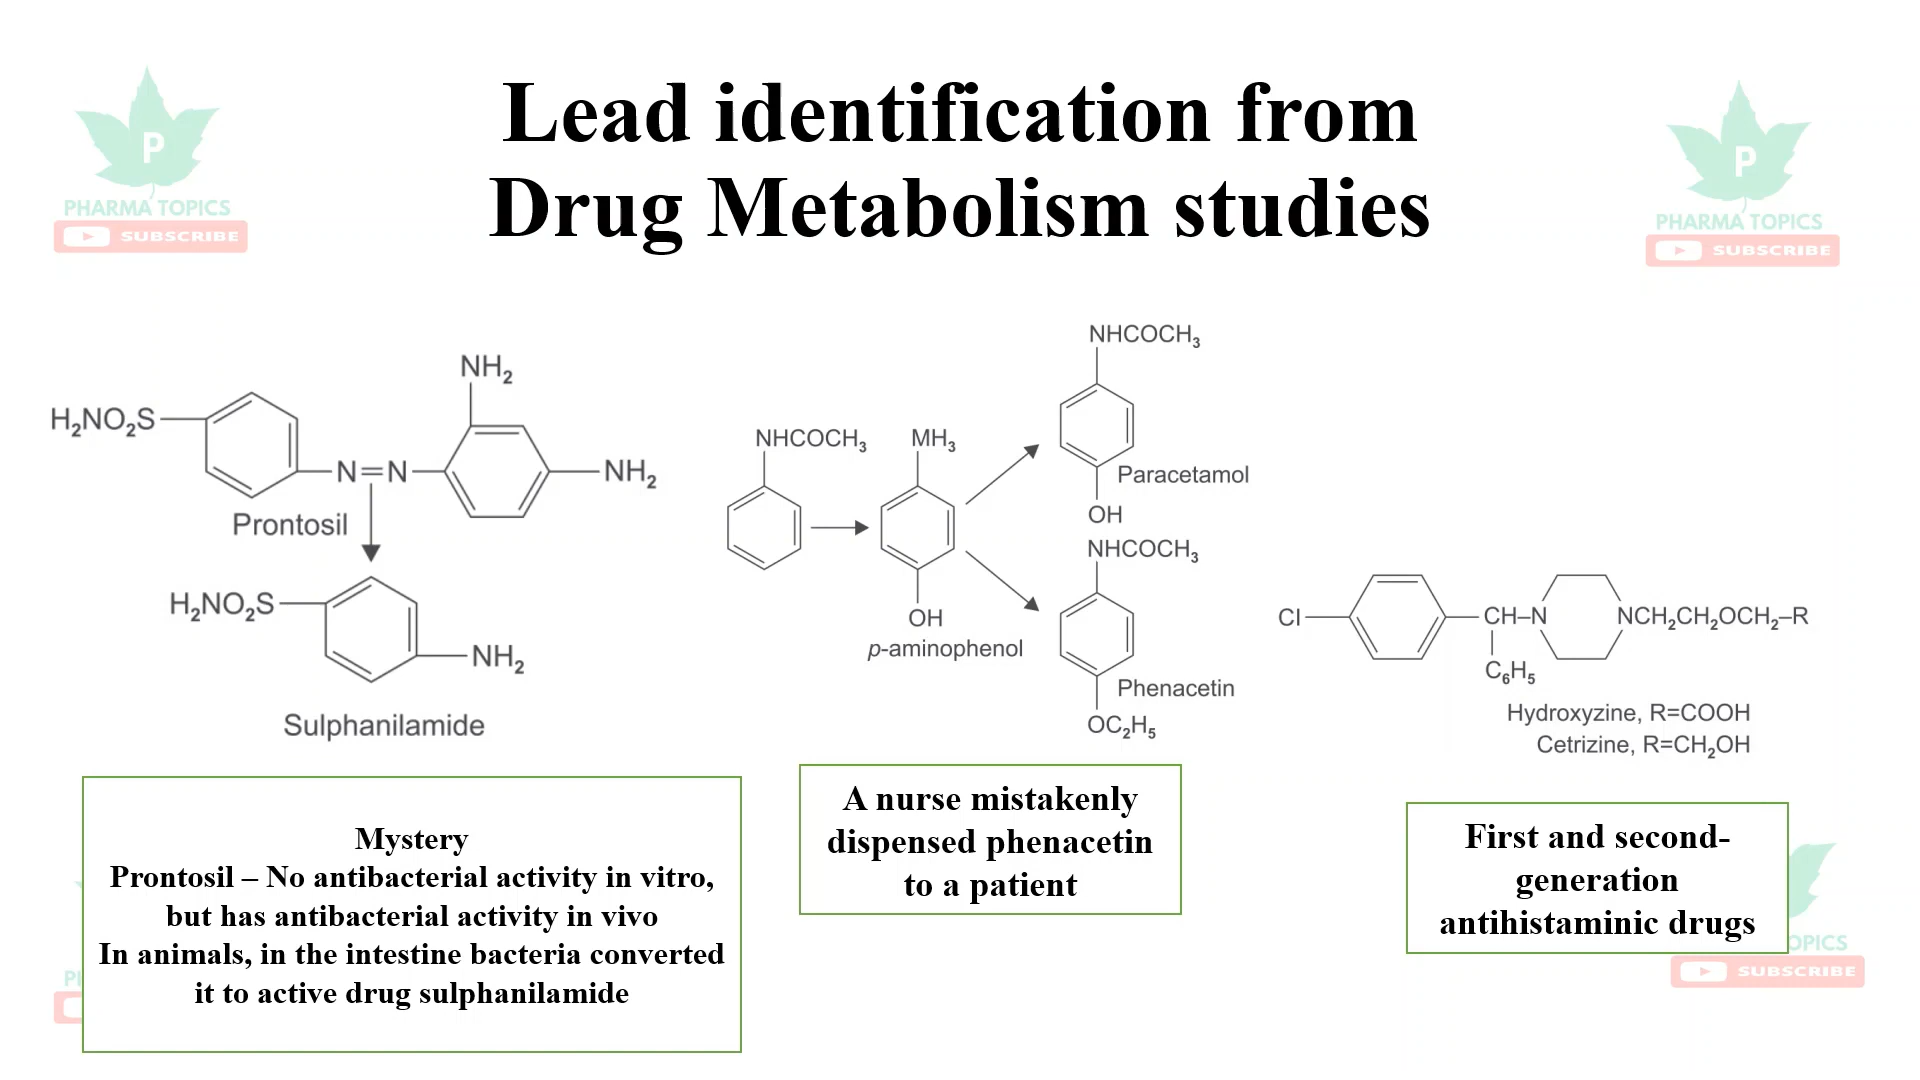 Lead identification from
Drug Metabolism studies
P
PHARMA TOPICS
SUBSCRIBE
P
PHARMA TOPICS
SUBSCRIBE
NH₂
H₂NO₂S
N=N
NH₂
Prontosil
H₂NO₂S
NH₂
Sulphanilamide
NHCOCH₃
MH₃
OH
p-aminophenol
NHCOCH₃
Paracetamol
OH
NHCOCH₃
Phenacetin
OC₂H₅
Cl
CH–N
NCH₂CH₂OCH₂–R
C₆H₅
Hydroxyzine, R=COOH
Cetrizine, R=CH₂OH
Mystery
Prontosil – No antibacterial activity in vitro,
but has antibacterial activity in vivo
In animals, in the intestine bacteria converted
it to active drug sulphanilamide
A nurse mistakenly
dispensed phenacetin
to a patient
First and second-
generation
antihistaminic drugs
OPICS
SUBSCRIBE
P